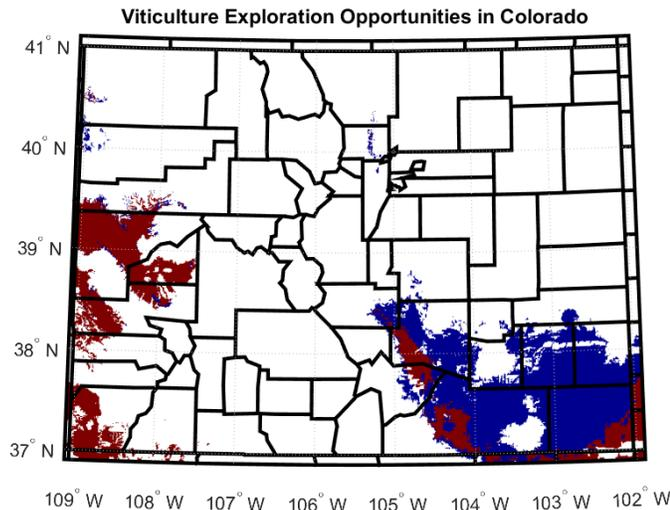 Viticulture Exploration Opportunities in Colorado
41° N
40° N
39° N
38° N
37° N
109° W 108° W 107° W 106° W 105° W 104° W 103° W 102° W